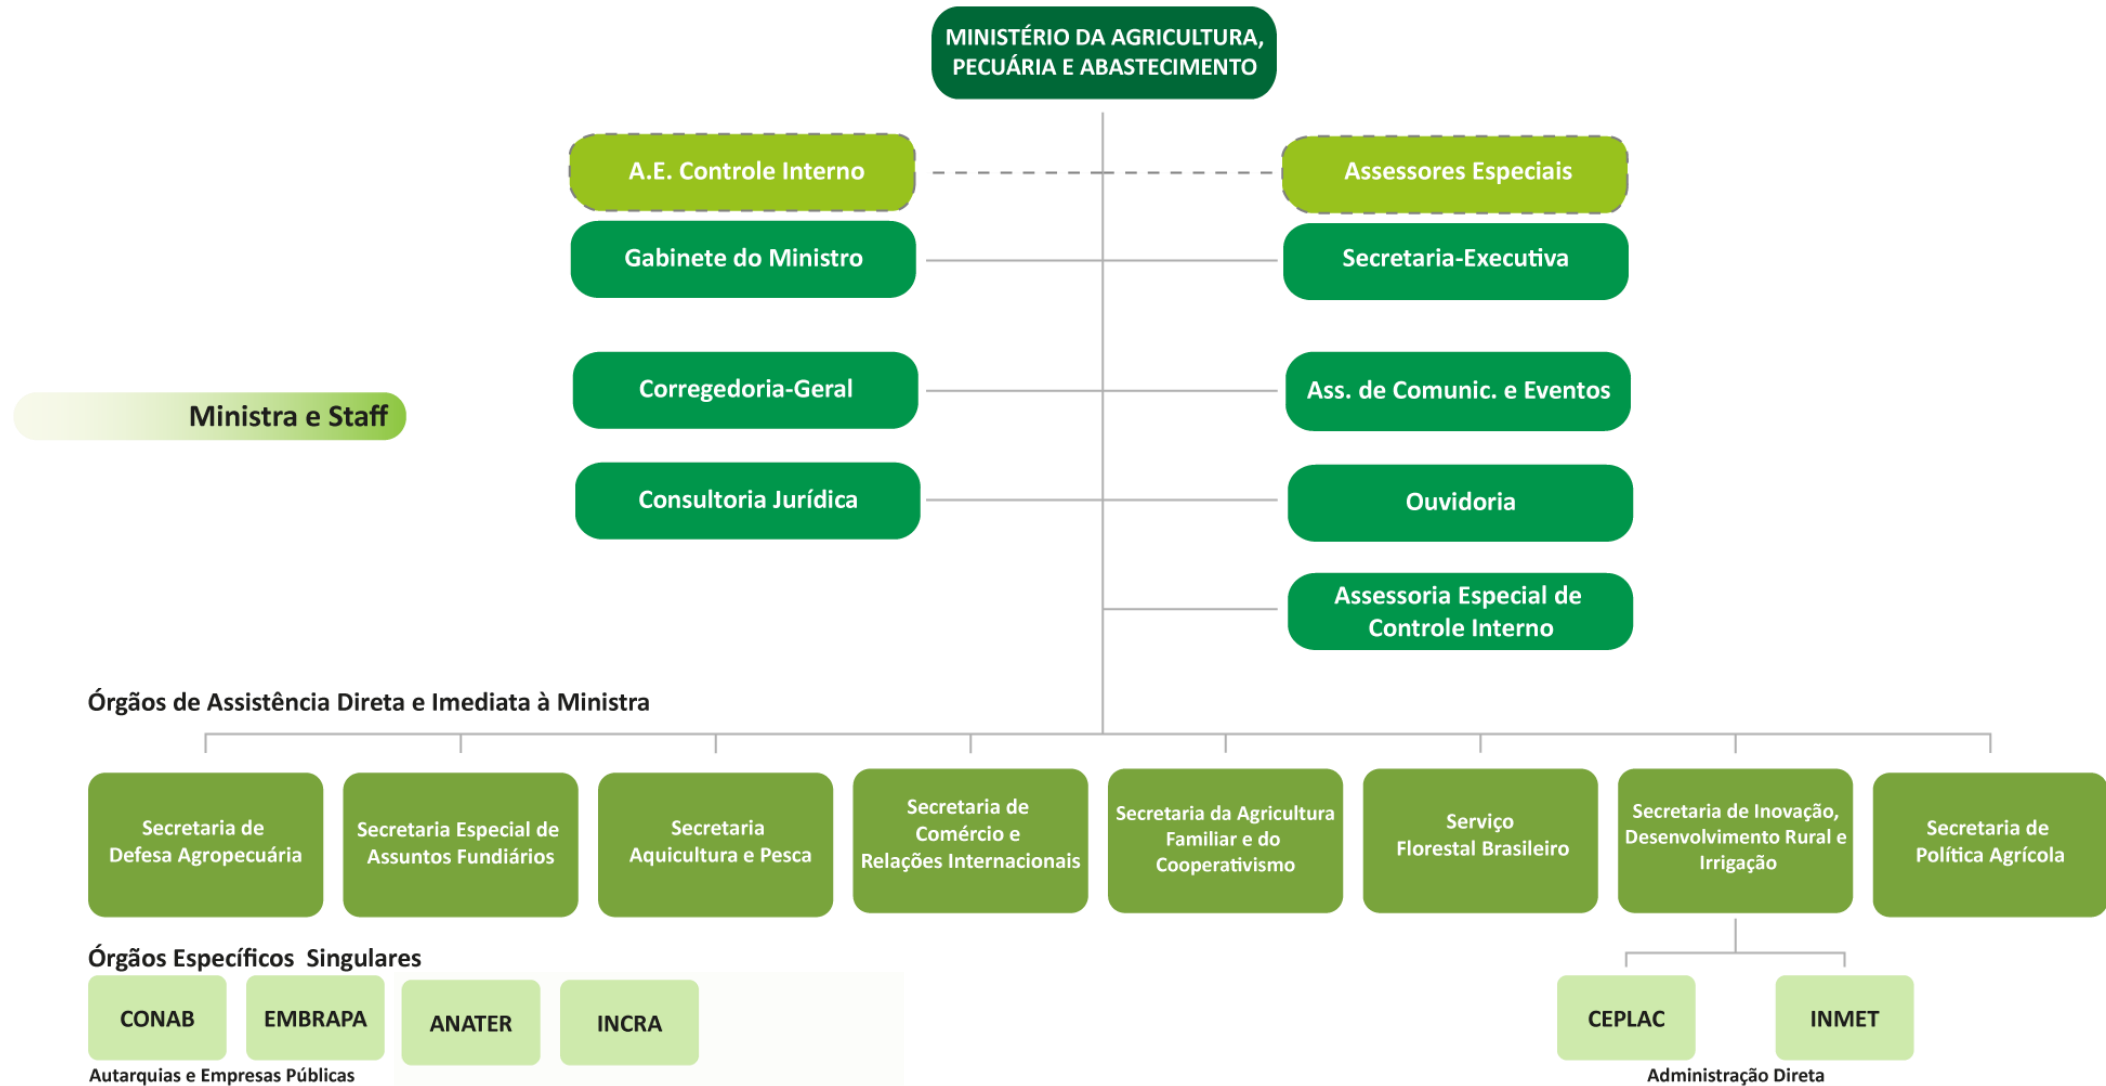 MINISTÉRIO DA AGRICULTURA,
PECUÁRIA E ABASTECIMENTO
A.E. Controle Interno
Assessores Especiais
Gabinete do Ministro
Secretaria-Executiva
Corregedoria-Geral
Ass. de Comunic. e Eventos
Ministra e Staff
Consultoria Jurídica
Ouvidoria
Assessoria Especial de
Controle Interno
Órgãos de Assistência Direta e Imediata à Ministra
Secretaria de
Defesa Agropecuária
Secretaria Especial de
Assuntos Fundiários
Secretaria
Aquicultura e Pesca
Secretaria de
Comércio e
Relações Internacionais
Secretaria da Agricultura
Familiar e do
Cooperativismo
Serviço
Florestal Brasileiro
Secretaria de Inovação,
Desenvolvimento Rural e
Irrigação
Secretaria de
Política Agrícola
Órgãos Específicos Singulares
CONAB
EMBRAPA
ANATER
INCRA
CEPLAC
INMET
Autarquias e Empresas Públicas
Administração Direta